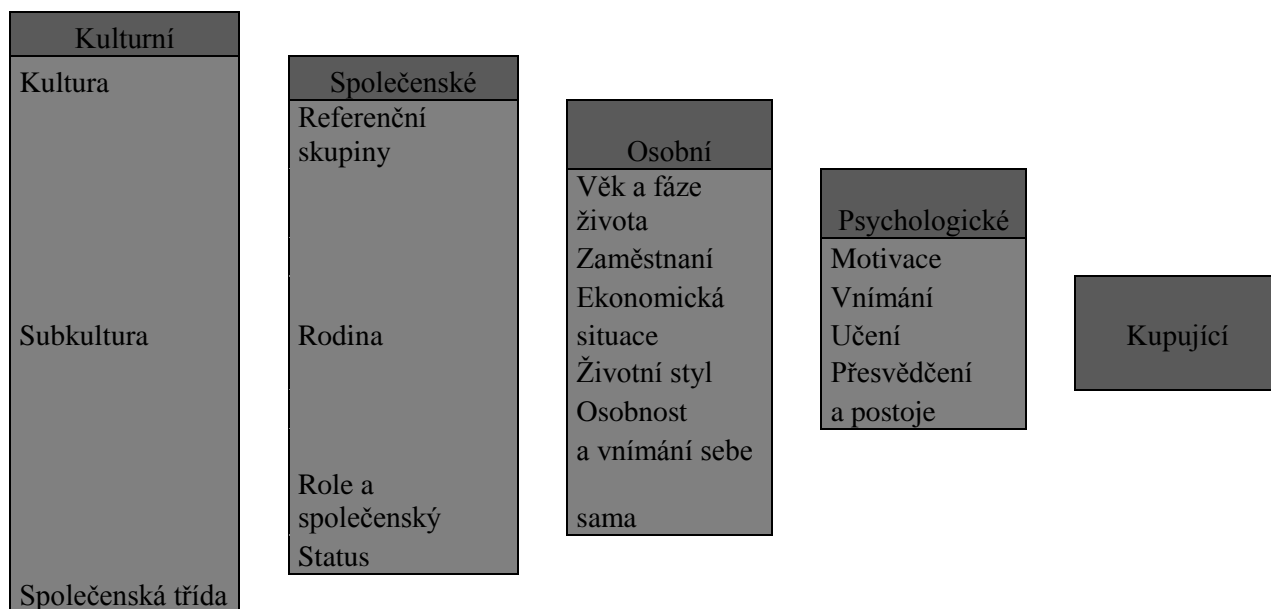 Kulturní
Kultura
Subkultura
Společenská třída
Společenské
Referenční
skupiny
Rodina
Role a
společenský
Status
Osobní
Věk a fáze
života
Zaměstnaní
Ekonomická
situace
Životní styl
Osobnost
a vnímání sebe
sama
Psychologické
Motivace
Vnímání
Učení
Přesvědčení
a postoje
Kupující